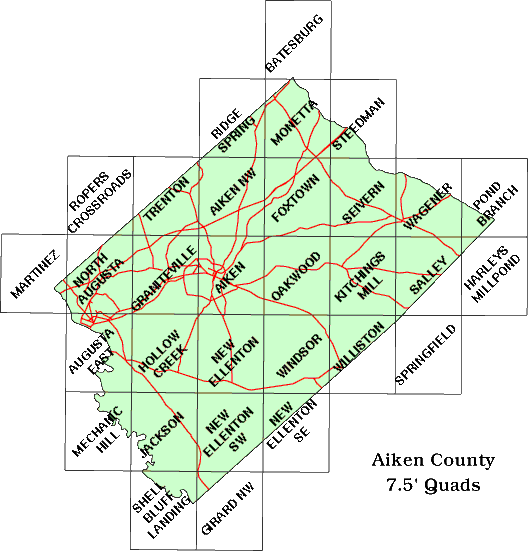 BATESBURG
RIDGE
SPRING
MONETTA
STEEDMAN
ROPERS
CROSSROADS
TRENTON
AIKEN NW
FOXTOWN
SEIVERN
WAGENER
POND
BRANCH
MARTINEZ
NORTH
AUGUSTA
GRANITEVILLE
AIKEN
OAKWOOD
KITCHINGS
MILL
SALLEY
HARLEYS
MILLPOND
AUGUSTA
EAST
HOLLOW
CREEK
NEW
ELLENTON
WINDSOR
WILLISTON
SPRINGFIELD
MECHANIC
HILL
JACKSON
NEW
ELLENTON
SW
NEW
ELLENTON
SE
SHELL
BLUFF
LANDING
GIRARD NW
Aiken County
7.5' Quads